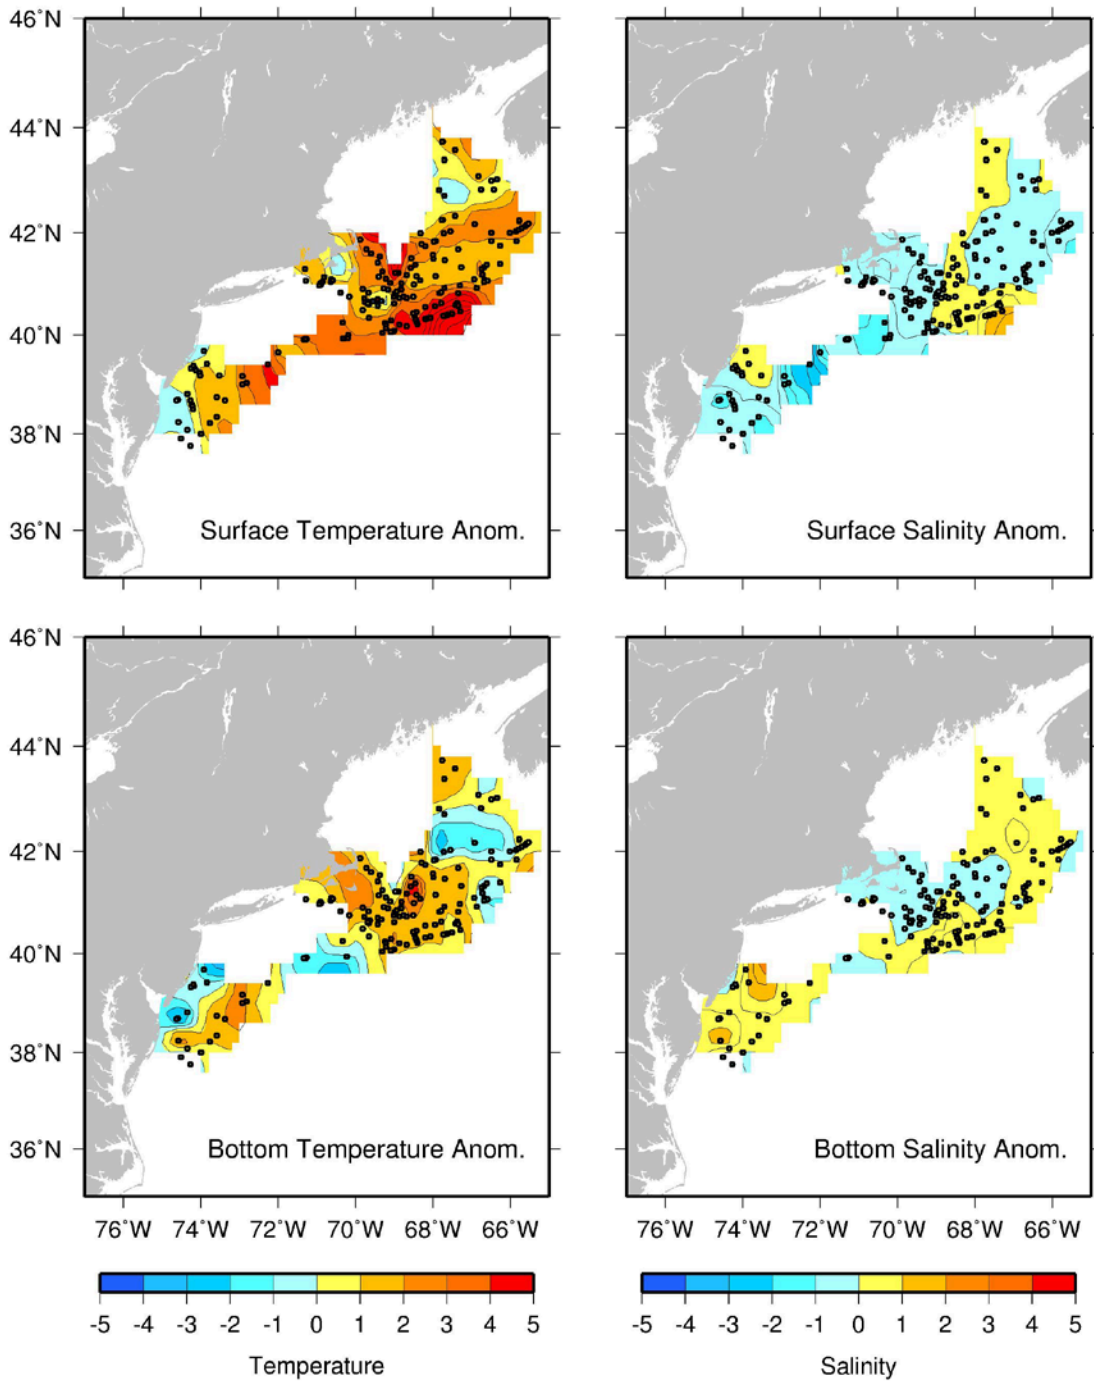 46˚N
44˚N
42˚N
40˚N
38˚N
36˚N
Surface Temperature Anom.
Surface Salinity Anom.
46˚N
44˚N
42˚N
40˚N
38˚N
36˚N
Bottom Temperature Anom.
Bottom Salinity Anom.
76˚W 74˚W 72˚W 70˚W 68˚W 66˚W
76˚W 74˚W 72˚W 70˚W 68˚W 66˚W
-5 -4 -3 -2 -1 0 1 2 3 4 5
-5 -4 -3 -2 -1 0 1 2 3 4 5
Temperature
Salinity